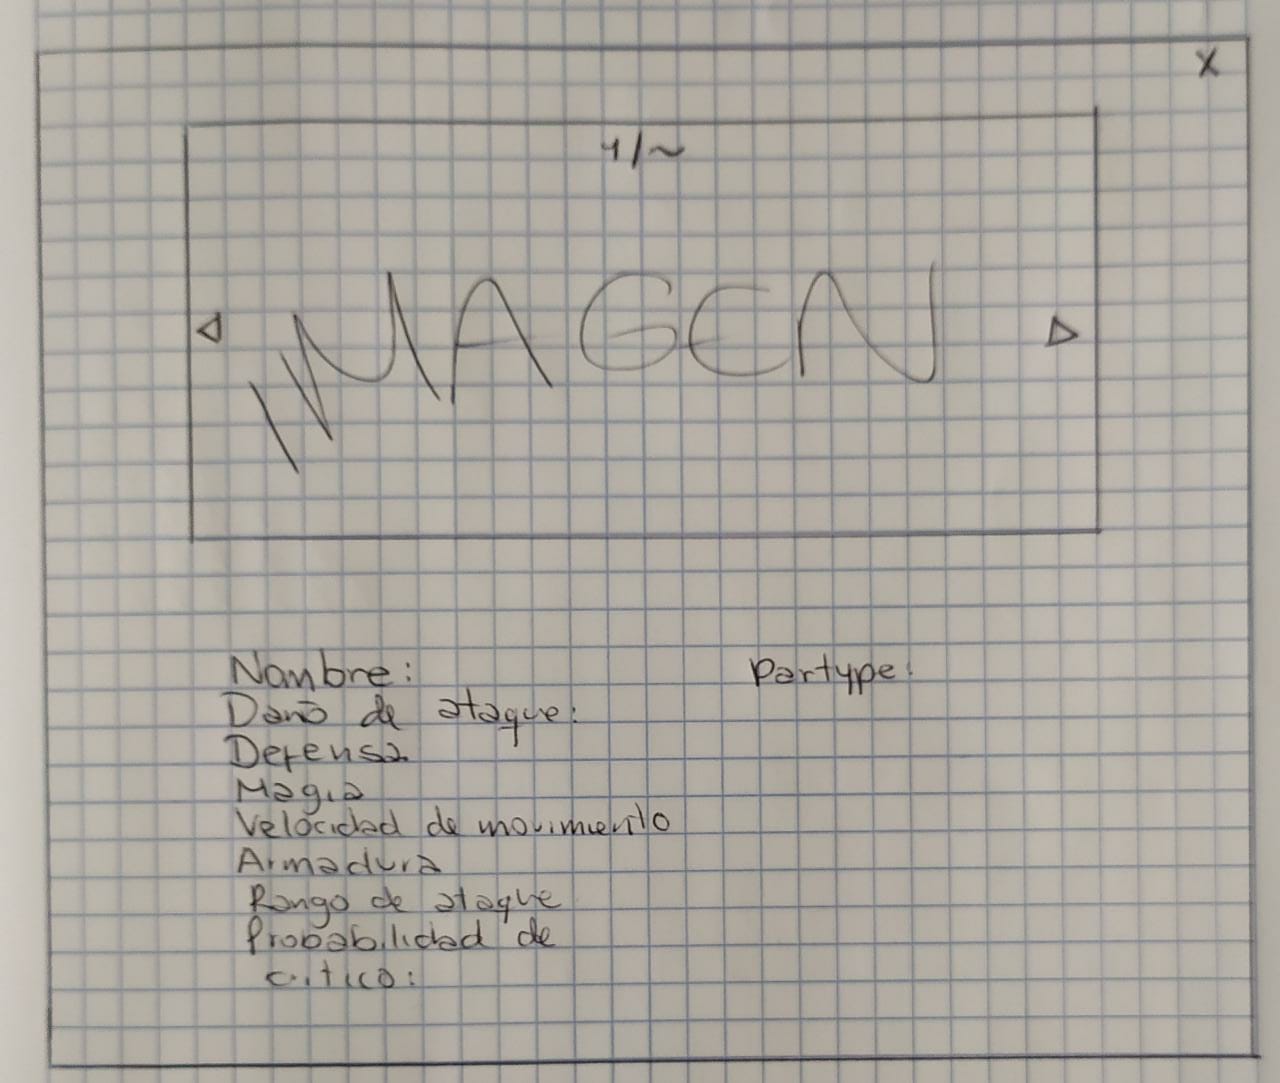 X
1/~
IMAGEN
Nombre: Partype:
Daño de ataque:
Defensa
Magia
Velocidad de movimiento
Armadura
Rango de ataque
Probabilidad de
critico: